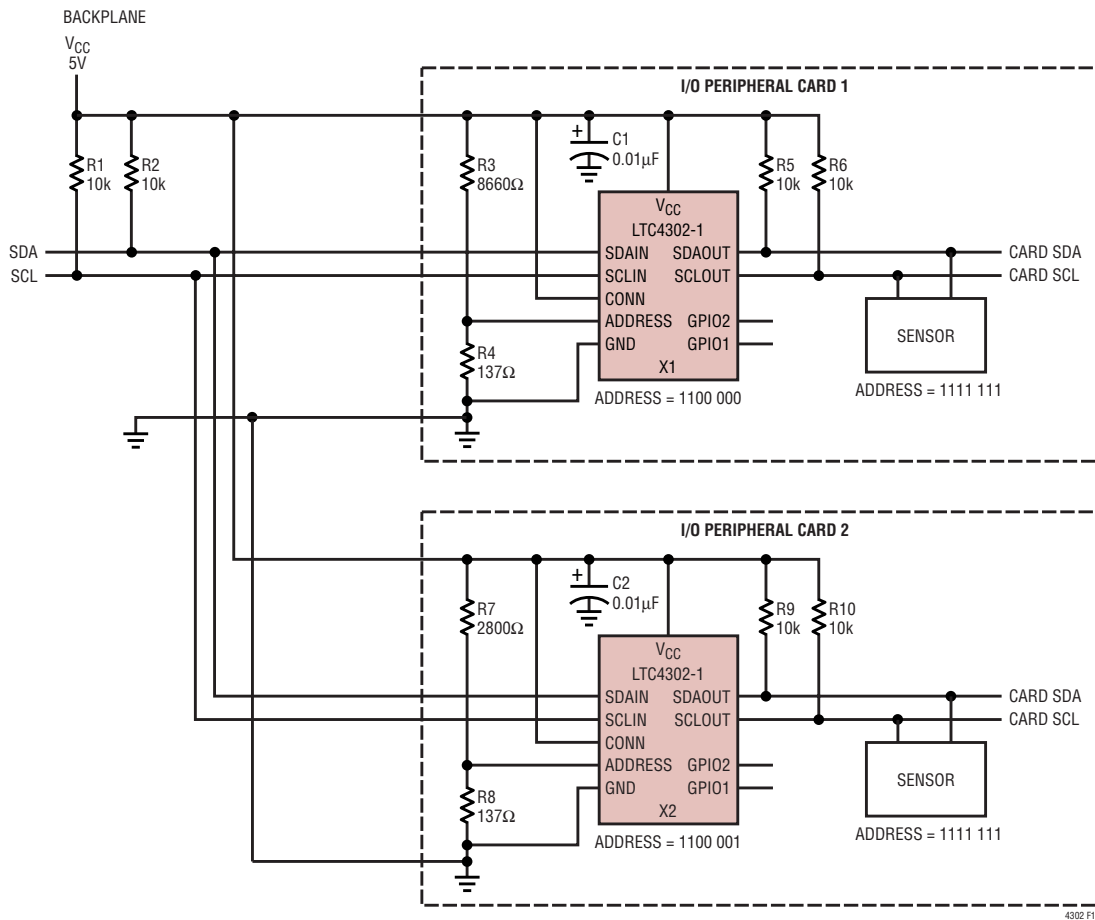 BACKPLANE
VCC
5V
I/O PERIPHERAL CARD 1
R1
10k
R2
10k
R3
8660Ω
+
C1
0.01μF
R5
10k
R6
10k
VCC
LTC4302-1
SDA
SCL
SDAIN SDAOUT
SCLIN SCLOUT
CONN
ADDRESS GPIO2
GND GPIO1
X1
CARD SDA
CARD SCL
SENSOR
R4
137Ω
ADDRESS = 1100 000
ADDRESS = 1111 111
I/O PERIPHERAL CARD 2
R7
2800Ω
+
C2
0.01μF
R9
10k
R10
10k
VCC
LTC4302-1
SDAIN SDAOUT
SCLIN SCLOUT
CONN
ADDRESS GPIO2
GND GPIO1
X2
CARD SDA
CARD SCL
SENSOR
R8
137Ω
ADDRESS = 1100 001
ADDRESS = 1111 111
4302 F1